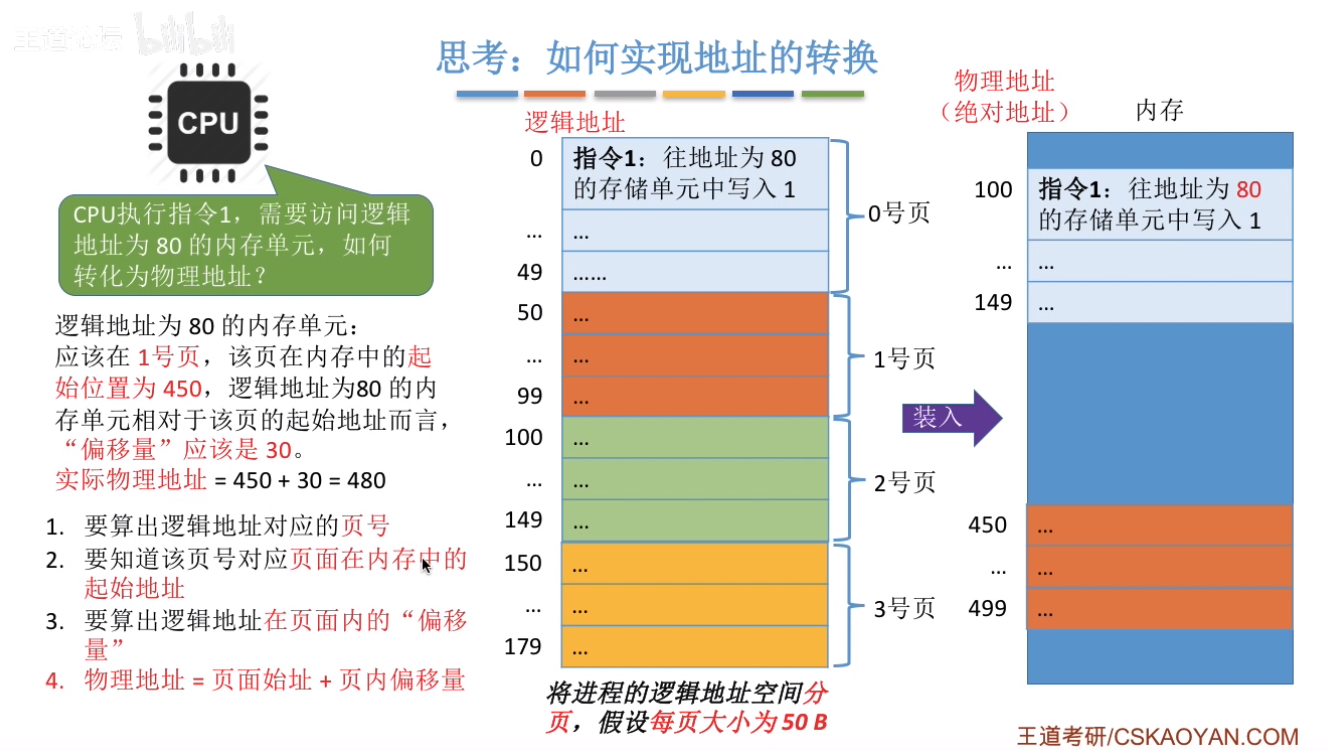 王道论坛 bilibili
思考：如何实现地址的转换
CPU
CPU执行指令1，需要访问逻辑
地址为 80 的内存单元，如何
转化为物理地址？
逻辑地址为 80 的内存单元：
应该在 1号页，该页在内存中的起
始位置为 450，逻辑地址为80 的内
存单元相对于该页的起始地址而言，
“偏移量”应该是 30。
实际物理地址 = 450 + 30 = 480
1. 要算出逻辑地址对应的页号
2. 要知道该页号对应页面在内存中的
起始地址
3. 要算出逻辑地址在页面内的“偏移
量”
4. 物理地址 = 页面始址 + 页内偏移量
逻辑地址
0 指令1：往地址为 80
的存储单元中写入 1
... ...
49 ......
0号页
50 ...
... ...
99 ...
1号页
100 ...
... ...
149 ...
2号页
150 ...
... ...
179 ...
3号页
将进程的逻辑地址空间分
页，假设每页大小为 50 B
装入
物理地址
（绝对地址）
内存
100 指令1：往地址为 80
的存储单元中写入 1
... ...
149 ...
450 ...
... ...
499 ...
王道考研/CSKAOYAN.COM